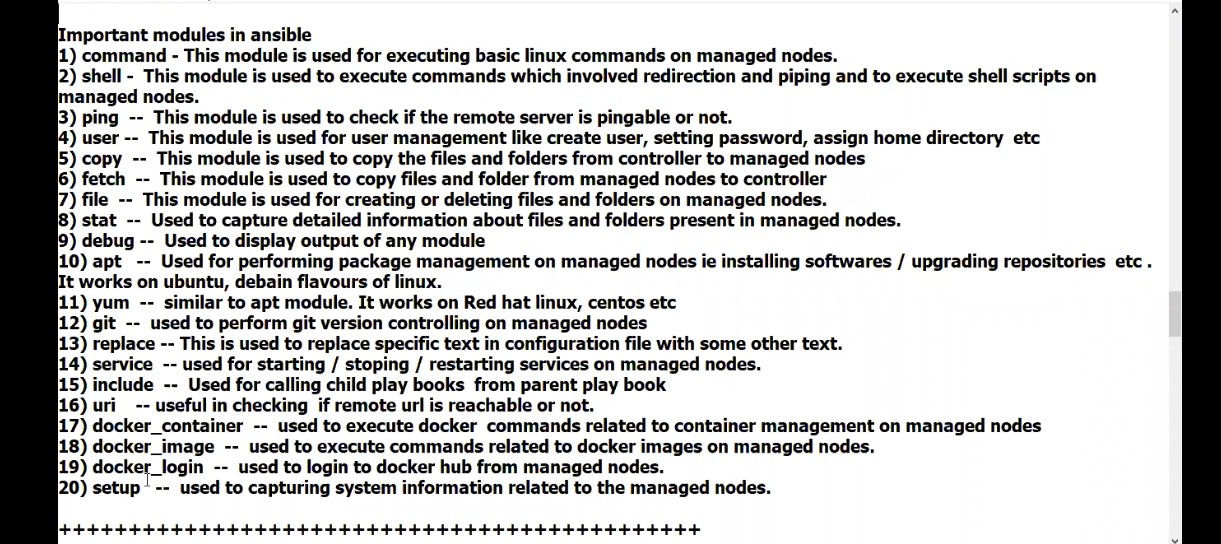 Important modules in ansible
1) command - This module is used for executing basic linux commands on managed nodes.
2) shell - This module is used to execute commands which involved redirection and piping and to execute shell scripts on
managed nodes.
3) ping -- This module is used to check if the remote server is pingable or not.
4) user -- This module is used for user management like create user, setting password, assign home directory etc
5) copy -- This module is used to copy the files and folders from controller to managed nodes
6) fetch -- This module is used to copy files and folder from managed nodes to controller
7) file -- This module is used for creating or deleting files and folders on managed nodes.
8) stat -- Used to capture detailed information about files and folders present in managed nodes.
9) debug -- Used to display output of any module
10) apt -- Used for performing package management on managed nodes ie installing softwares / upgrading repositories etc .
It works on ubuntu, debain flavours of linux.
11) yum -- similar to apt module. It works on Red hat linux, centos etc
12) git -- used to perform git version controlling on managed nodes
13) replace -- This is used to replace specific text in configuration file with some other text.
14) service -- used for starting / stoping / restarting services on managed nodes.
15) include -- Used for calling child play books from parent play book
16) uri -- useful in checking if remote url is reachable or not.
17) docker_container -- used to execute docker commands related to container management on managed nodes
18) docker_image -- used to execute commands related to docker images on managed nodes.
19) docker_login -- used to login to docker hub from managed nodes.
20) setup -- used to capturing system information related to the managed nodes.
++++++++++++++++++++++++++++++++++++++++++++++